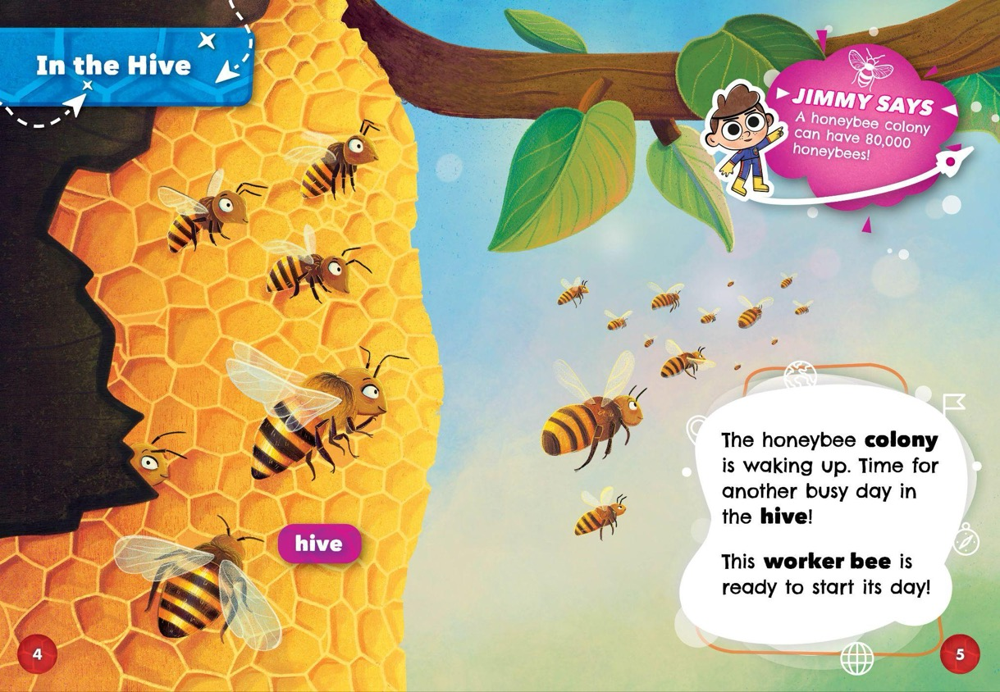 In the Hive
JIMMY SAYS
A honeybee colony
can have 80,000
honeybees!
The honeybee colony
is waking up. Time for
another busy day in
the hive!
This worker bee is
ready to start its day!
hive
4
5